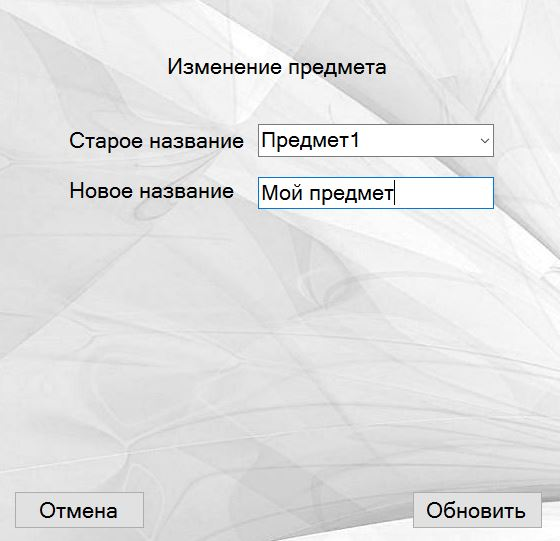 Изменение предмета
Старое название Предмет1
Новое название Мой предмет
Отмена Обновить